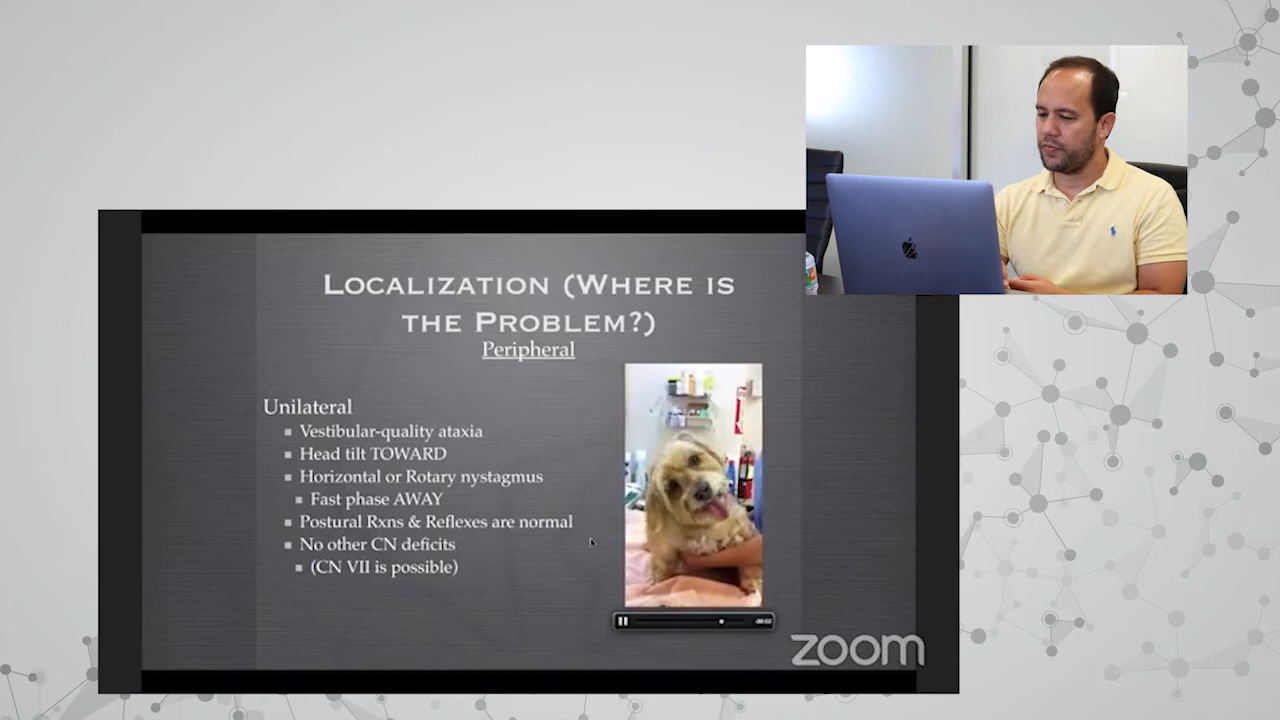 LOCALIZATION (WHERE IS
THE PROBLEM?)
Peripheral
Unilateral
Vestibular-quality ataxia
Head tilt TOWARD
Horizontal or Rotary nystagmus
Fast phase AWAY
Postural Rxns & Reflexes are normal
No other CN deficits
(CN VII is possible)
zoom